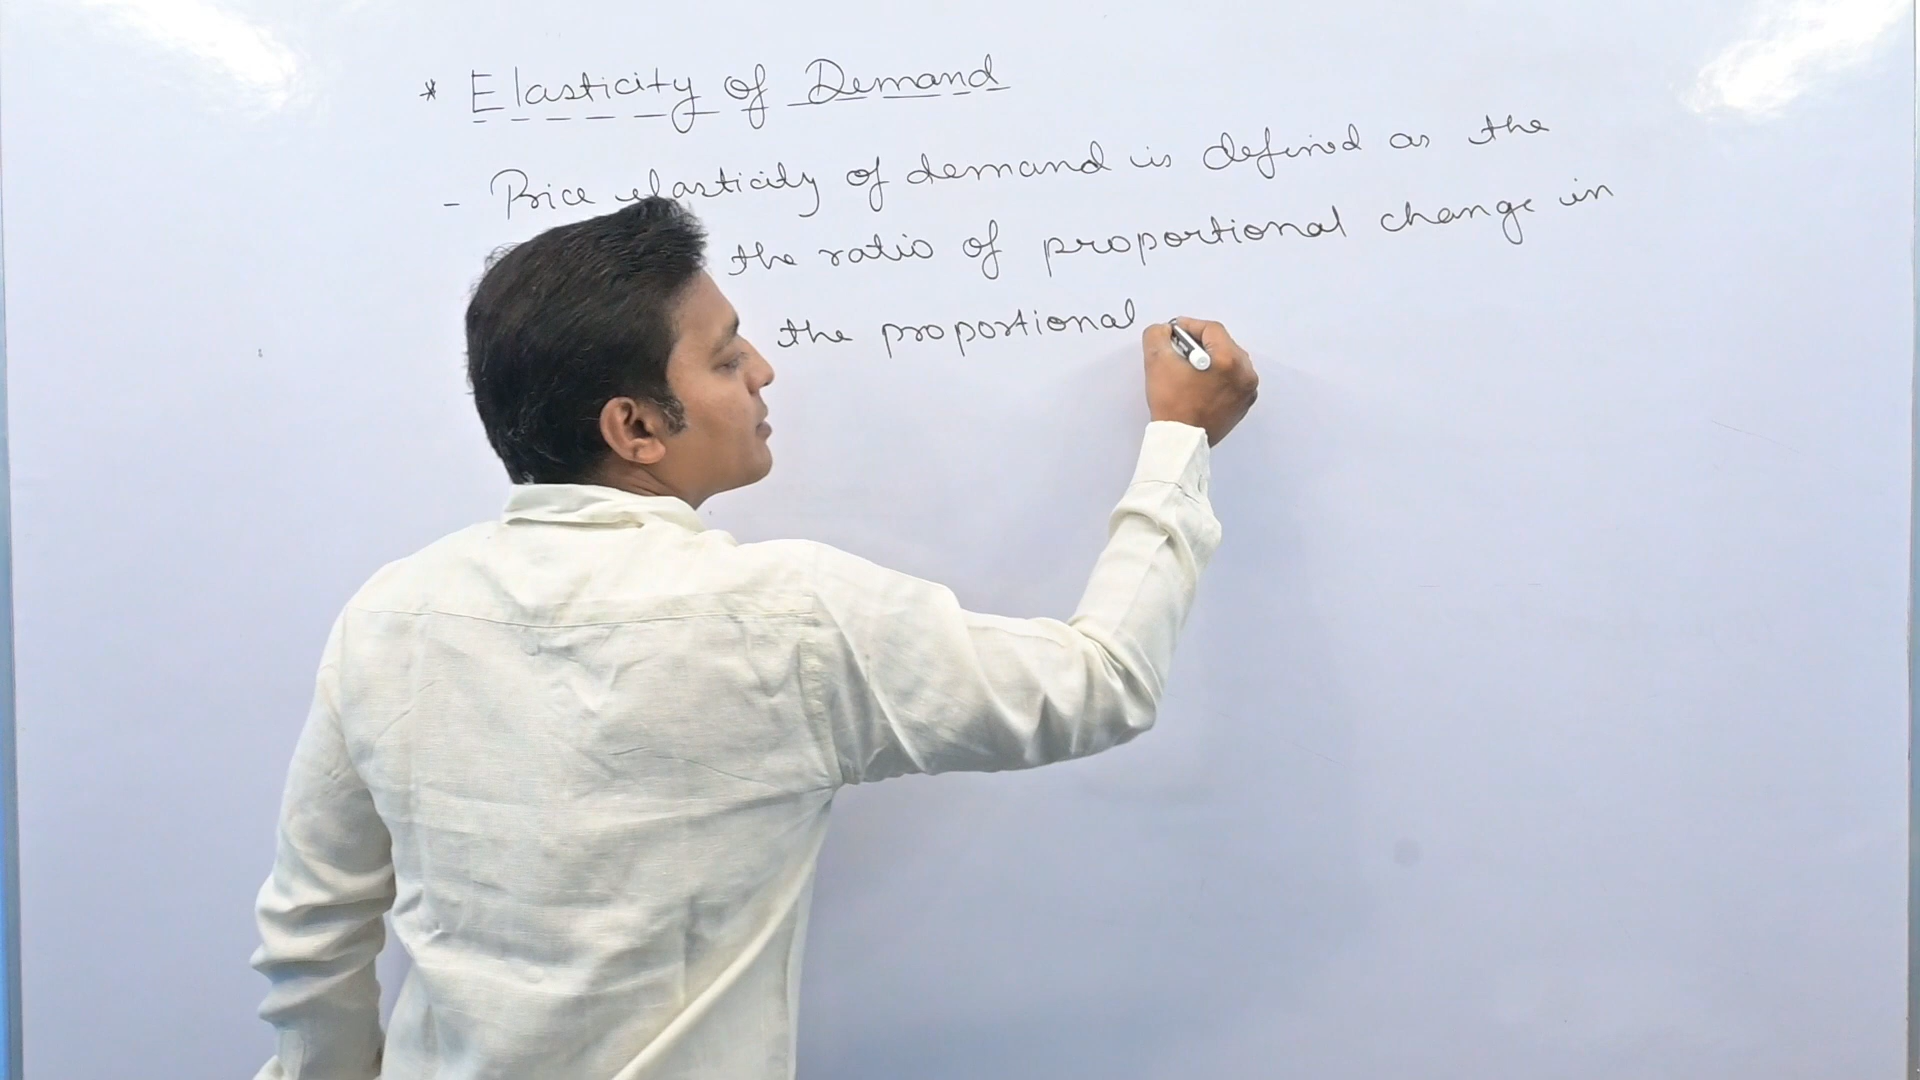 * Elasticity of Demand
- Price elasticity of demand is defined as the
the ratio of proportional change in
the proportional